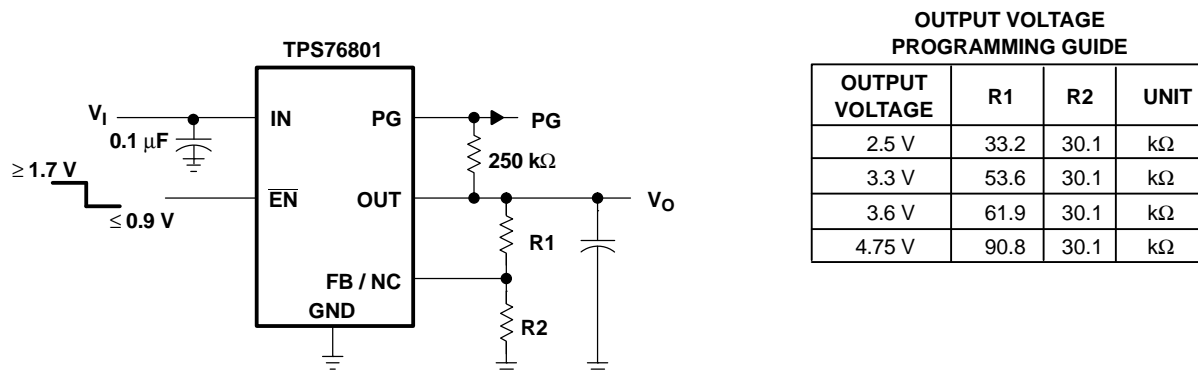 TPS76801
V_I
0.1 μF
IN
PG
PG
250 kΩ
≥ 1.7 V
≤ 0.9 V
EN
OUT
V_O
R1
FB / NC
GND
R2
OUTPUT VOLTAGE
PROGRAMMING GUIDE
OUTPUT VOLTAGE R1 R2 UNIT
2.5 V 33.2 30.1 kΩ
3.3 V 53.6 30.1 kΩ
3.6 V 61.9 30.1 kΩ
4.75 V 90.8 30.1 kΩ